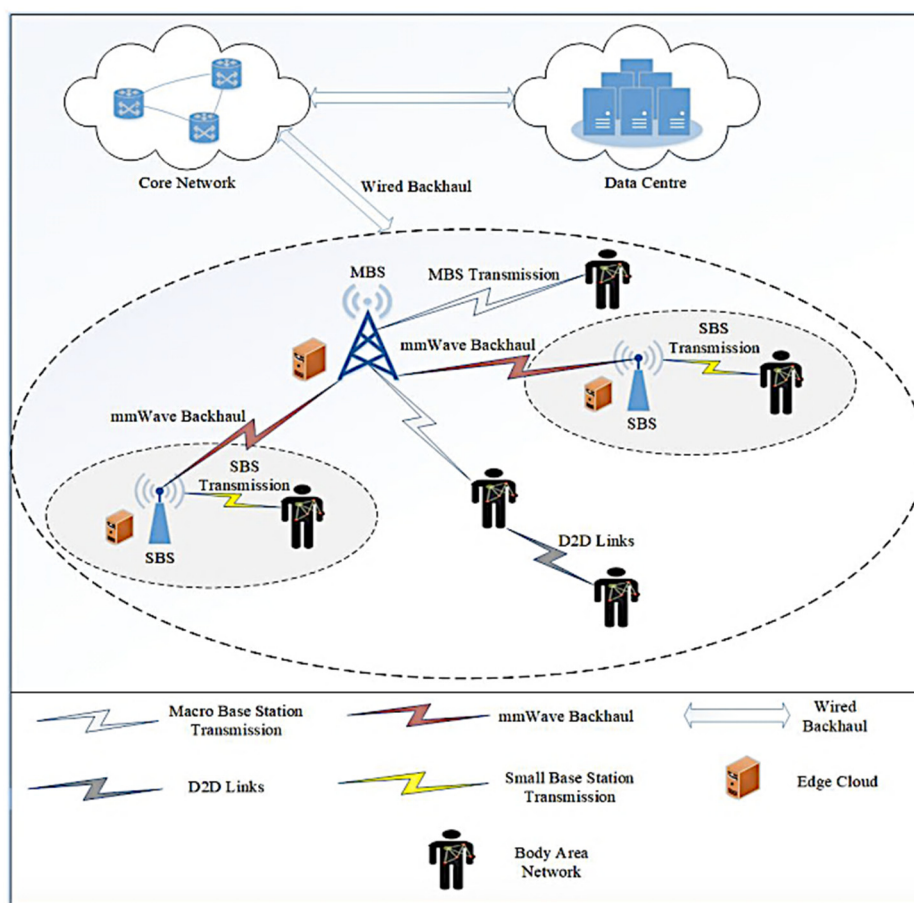 Core Network
Data Centre
Wired Backhaul
MBS
MBS Transmission
SBS
Transmission
mmWave Backhaul
SBS
mmWave Backhaul
SBS
Transmission
SBS
D2D Links
Macro Base Station
Transmission
mmWave Backhaul
Wired
Backhaul
D2D Links
Small Base Station
Transmission
Edge Cloud
Body Area
Network